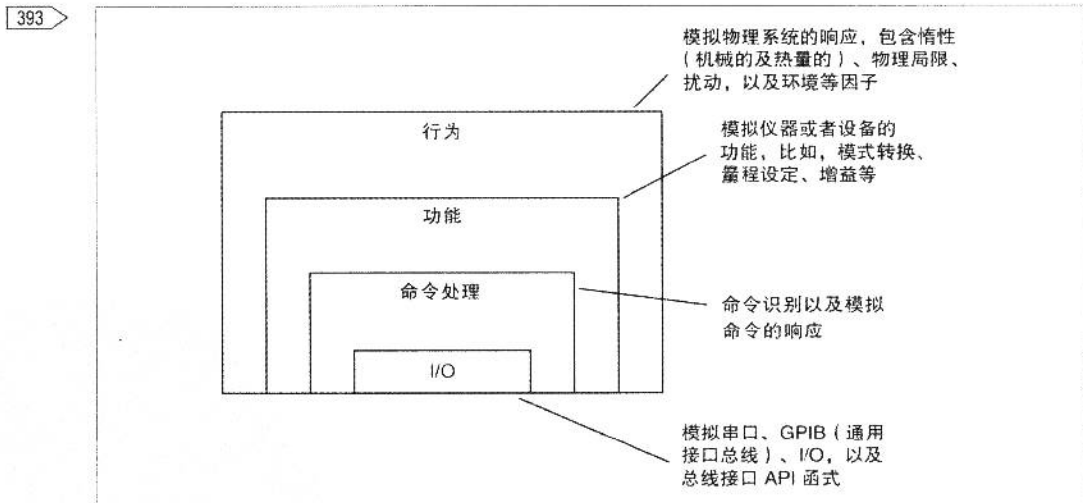 393
模拟物理系统的响应，包含惰性
（机械的及热量的）、物理局限、
扰动，以及环境等因子
行为
模拟仪器或者设备的
功能，比如，模式转换、
量程设定、增益等
功能
命令处理
命令识别以及模拟
命令的响应
I/O
模拟串口、GPIB（通用
接口总线）、I/O，以及
总线接口 API 函式